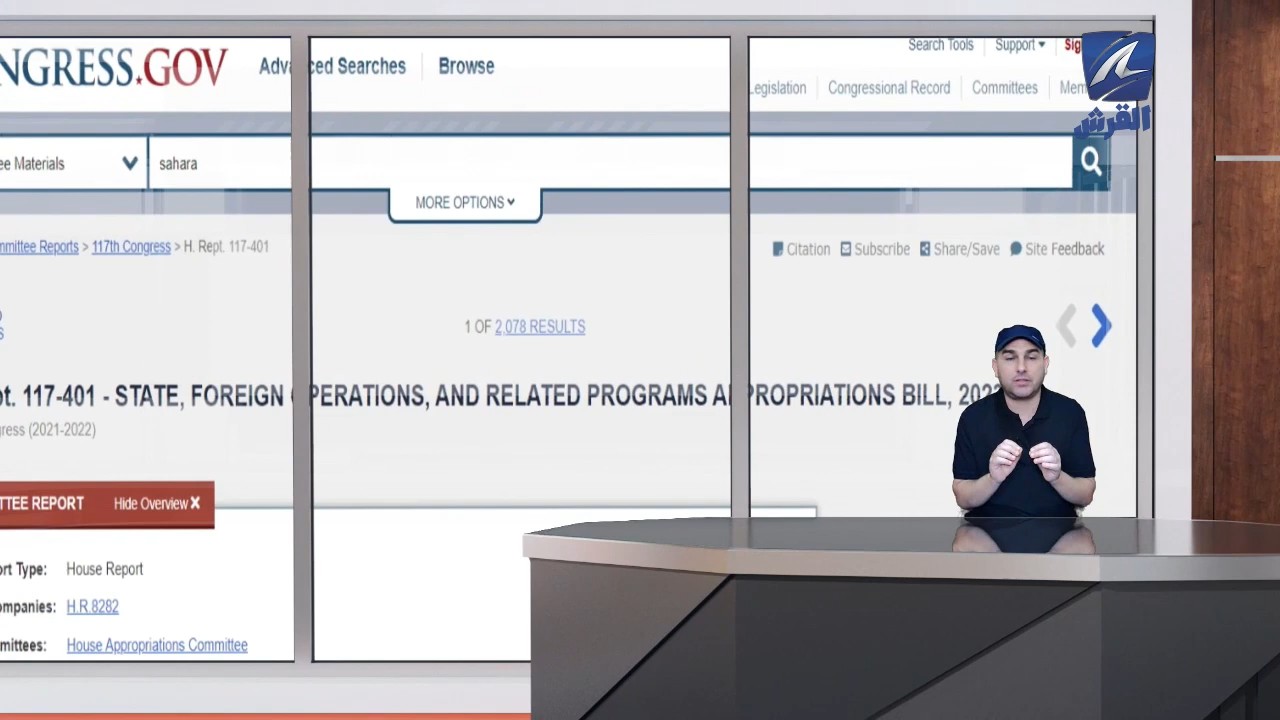 NGRESS.GOV
Advanced Searches
Browse
Search Tools
Support
Sig
Legislation
Congressional Record
Committees
Mem
القرش
ee Materials
sahara
MORE OPTIONS
mmittee Reports > 117th Congress > H. Rept. 117-401
Citation
Subscribe
Share/Save
Site Feedback
1 OF 2,078 RESULTS
pt. 117-401 - STATE, FOREIGN OPERATIONS, AND RELATED PROGRAMS APPROPRIATIONS BILL, 202
gress (2021-2022)
TTEE REPORT
Hide Overview
ort Type: House Report
ompanies: H.R.8282
mittees: House Appropriations Committee